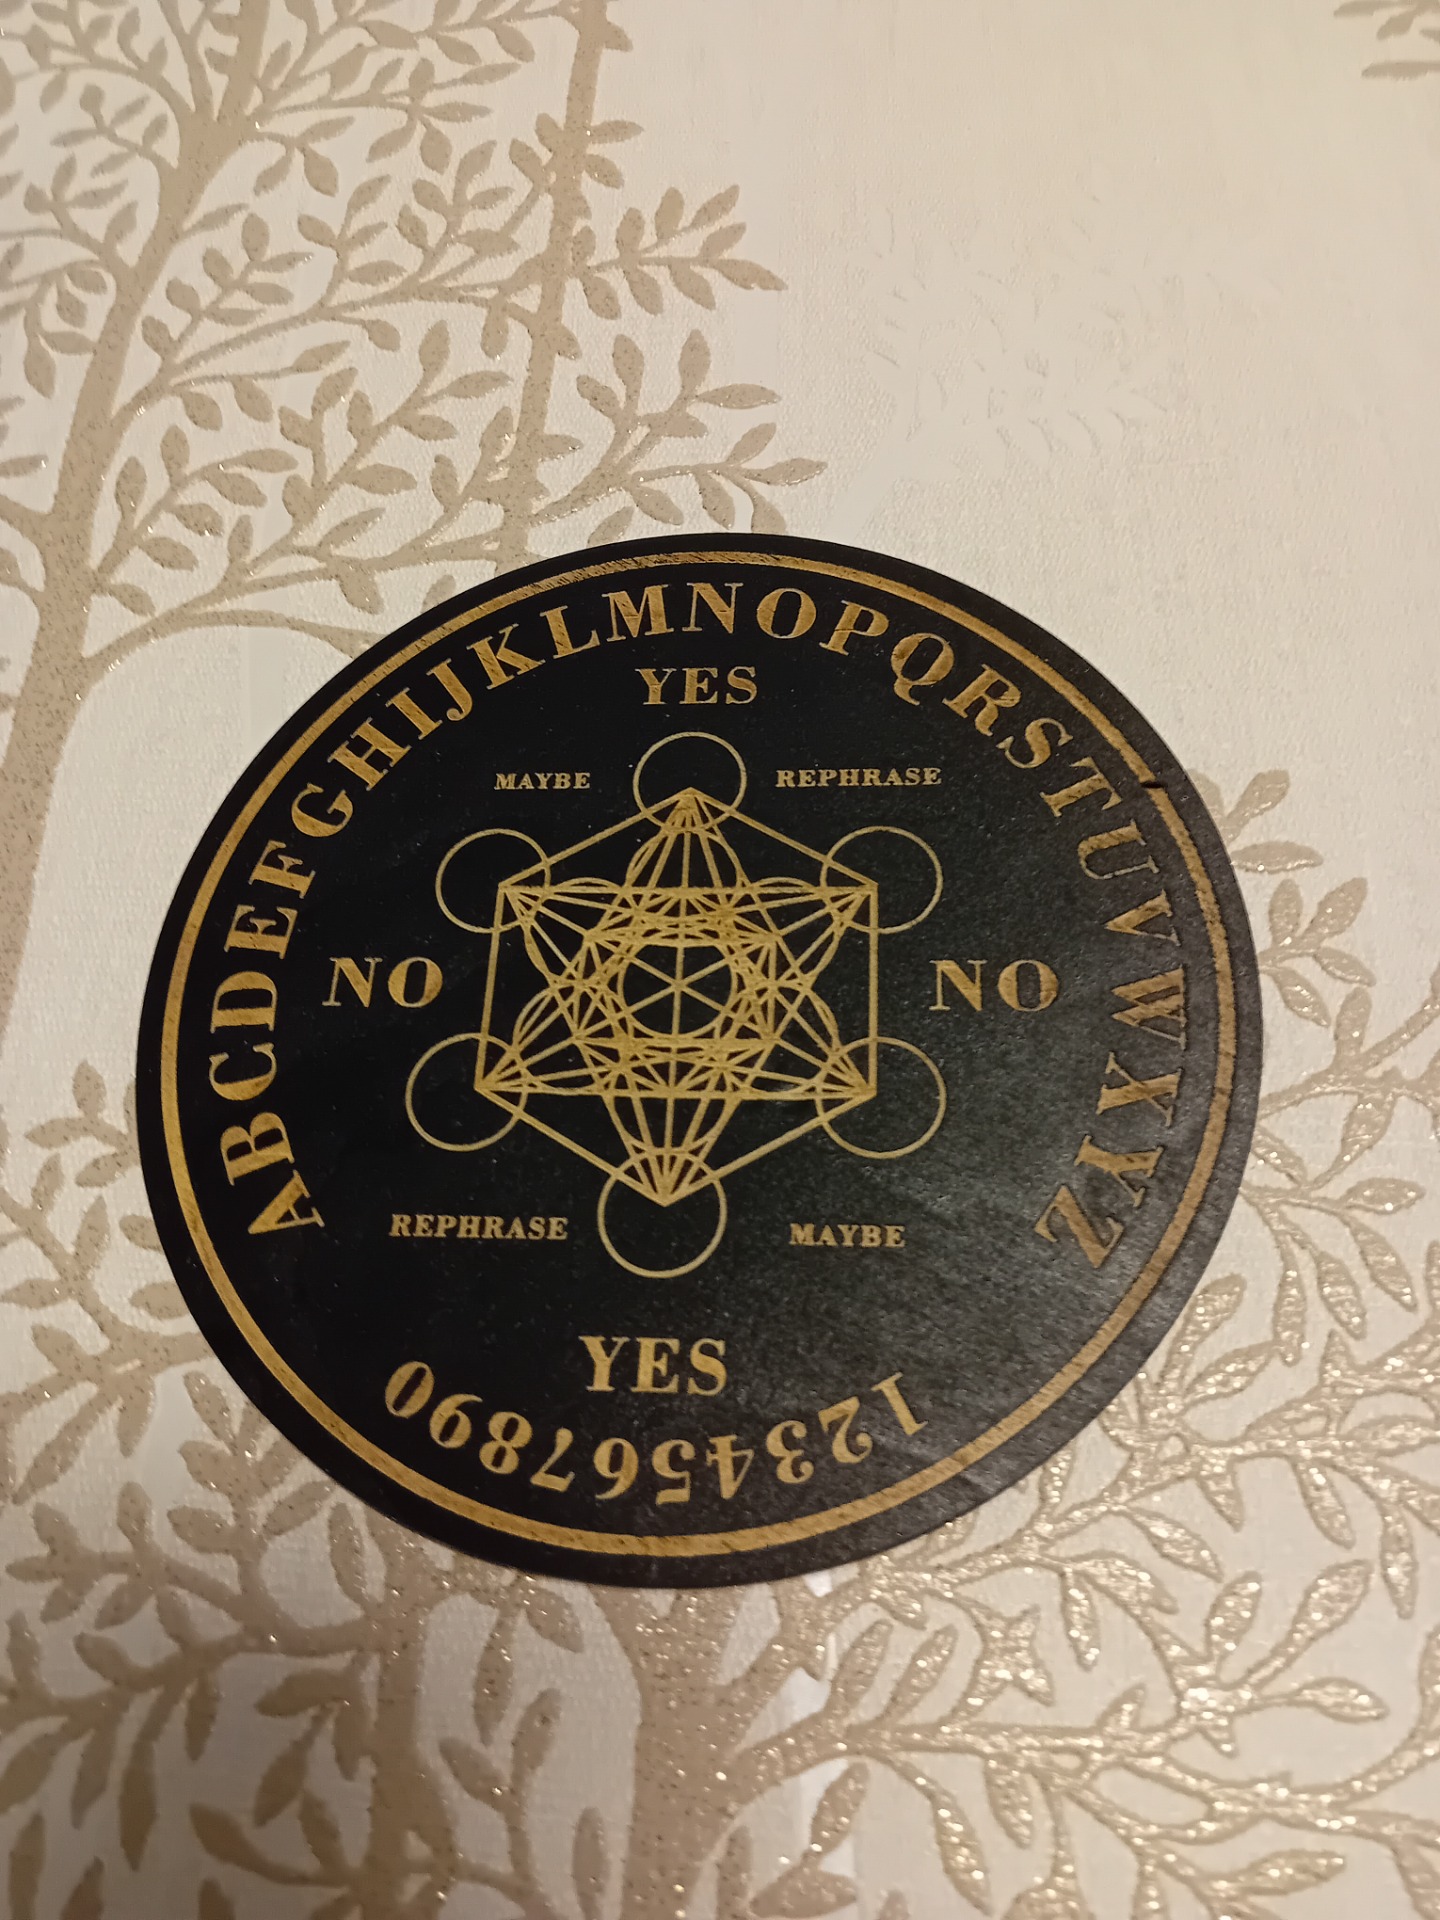 ABCDEFGHIJKLMNOPQRSTUVWXYZ
YES
MAYBE REPHRASE
NO NO
REPHRASE MAYBE
YES
1234567890